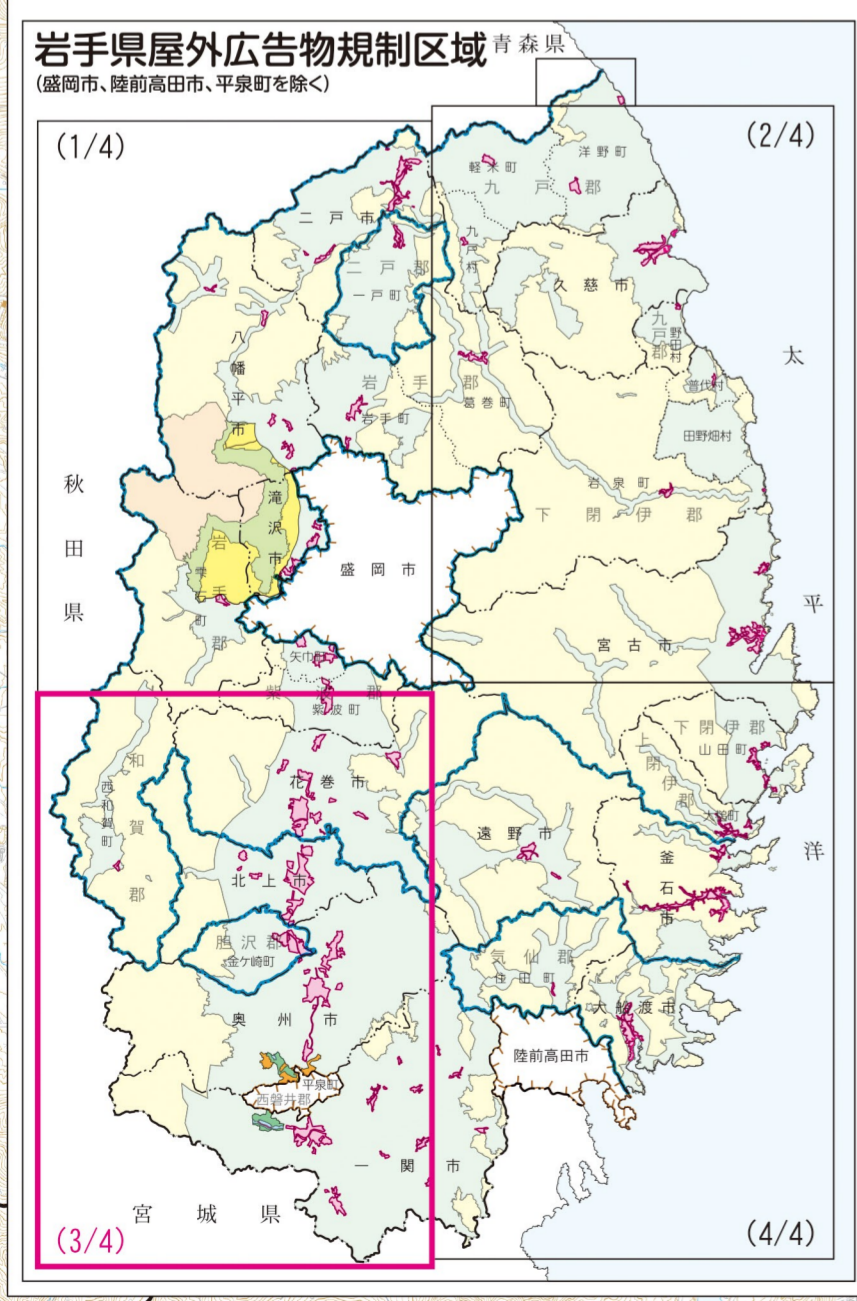 岩手県屋外広告物規制区域
(盛岡市、陸前高田市、平泉町を除く)
青森県
(1/4)
(2/4)
洋野町
軽米町
九戸郡
二戸市
九戸村
二戸郡
一戸町
久慈市
八幡平市
九戸郡
野田村
太平洋
岩手郡
葛巻町
岩手町
普代村
田野畑村
秋田県
滝沢市
岩泉町
下閉伊郡
岩手郡
雫石町
盛岡市
宮古市
矢巾町
紫波郡
紫波町
下閉伊郡
山田町
上閉伊郡
大槌町
和賀郡
西和賀町
花巻市
遠野市
釜石市
北上市
胆沢郡
金ケ崎町
気仙郡
住田町
大船渡市
奥州市
陸前高田市
平泉町
西磐井郡
一関市
宮城県
(3/4)
(4/4)